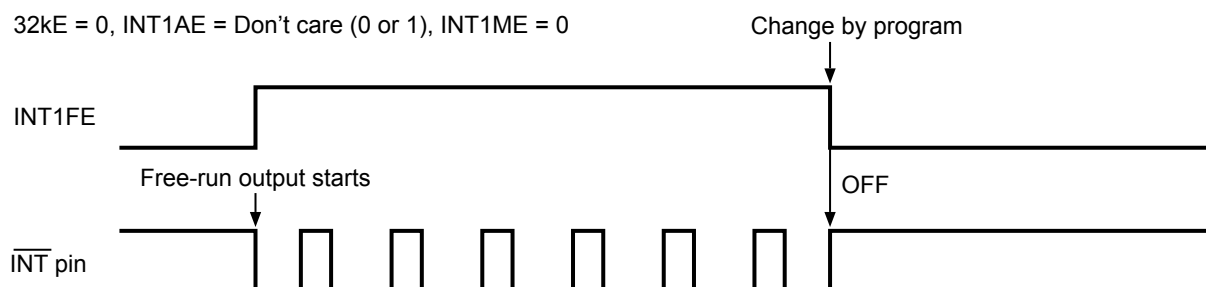 32kE = 0, INT1AE = Don’t care (0 or 1), INT1ME = 0
Change by program
INT1FE
Free-run output starts
OFF
INT pin